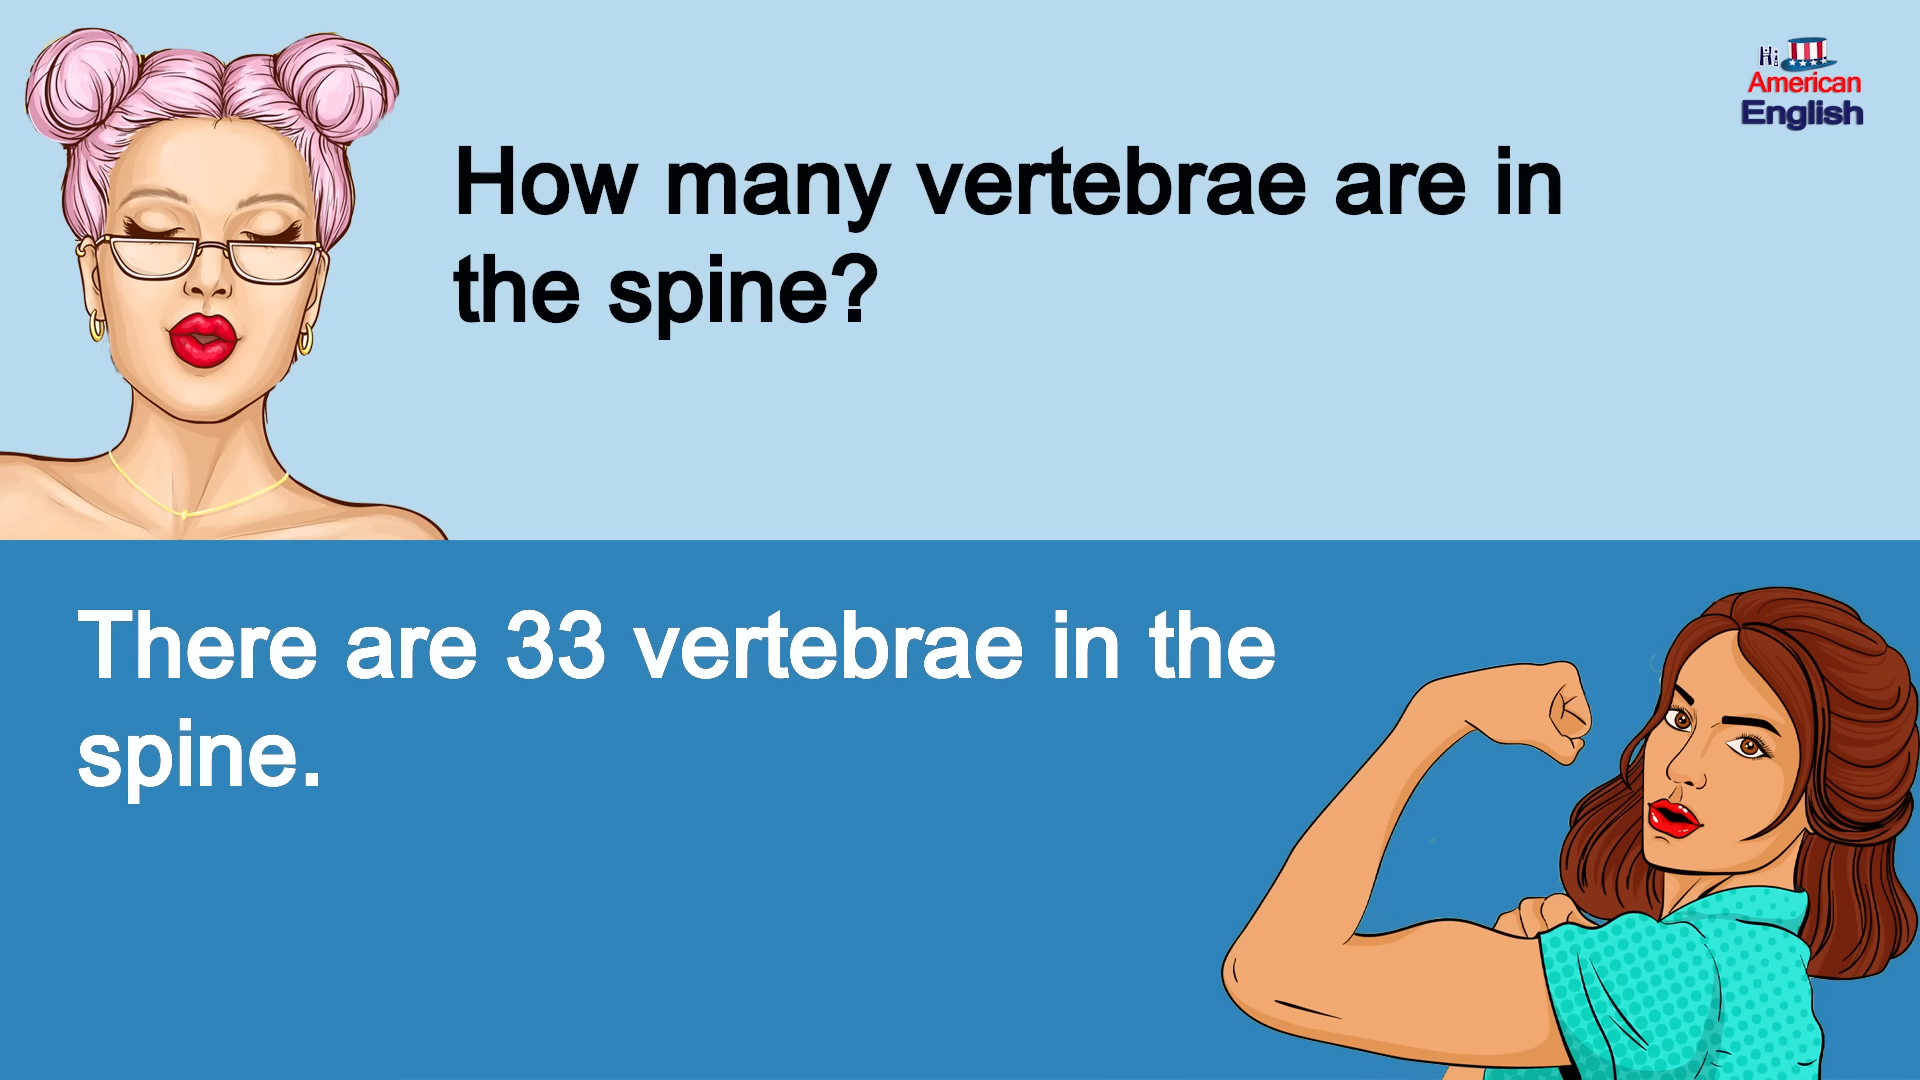 Hi
American
English
How many vertebrae are in
the spine?
There are 33 vertebrae in the
spine.